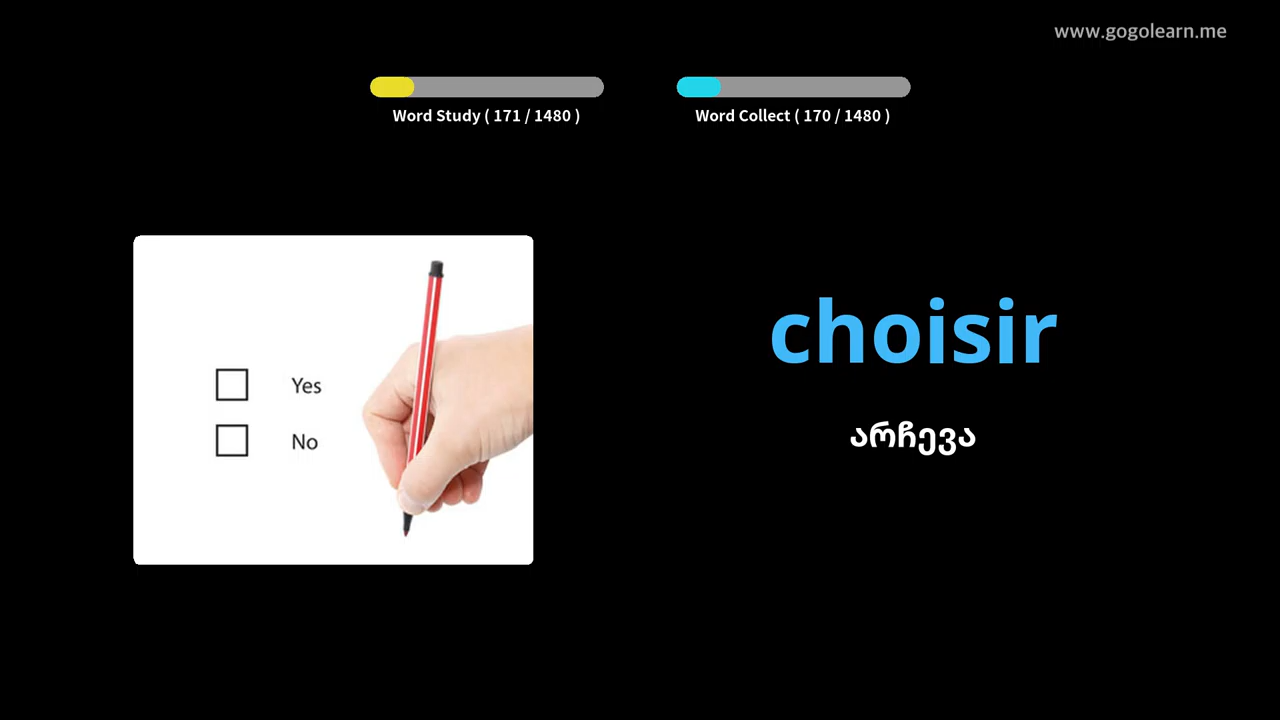 www.gogolearn.me
Word Study ( 171 / 1480 )
Word Collect ( 170 / 1480 )
Yes
No
choisir
არჩევა